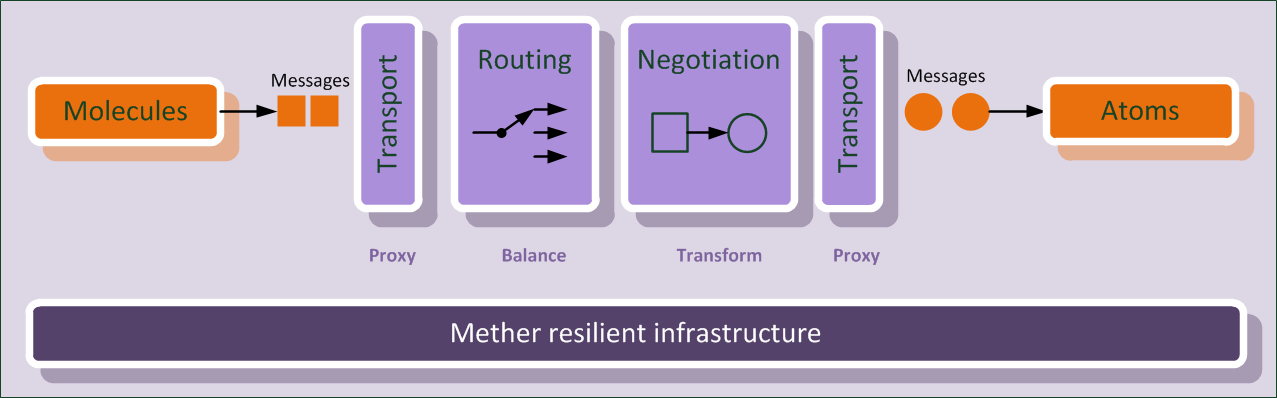 Molecules
Messages
Transport
Routing
Negotiation
Transport
Messages
Atoms
Proxy
Balance
Transform
Proxy
Mether resilient infrastructure